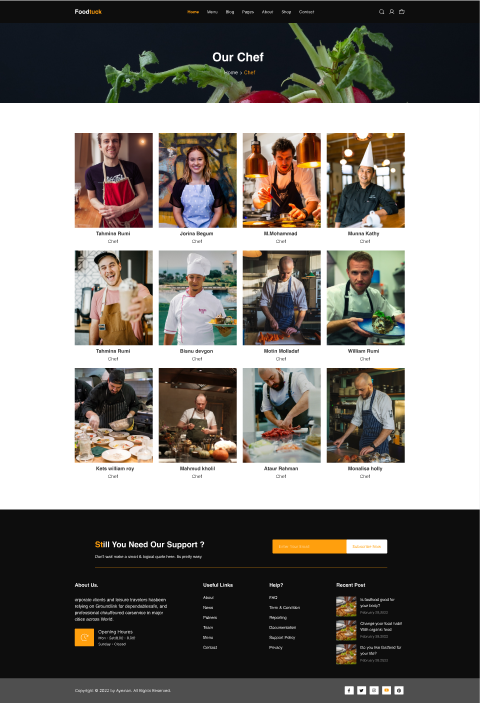 Foodtuck
Home Menu Blog Pages About Shop Contact
Our Chef
Home > Chef
Tahmina Rumi
Chef
Jorina Begum
Chef
M.Mohammad
Chef
Munna Kathy
Chef
Tahmina Rumi
Chef
Bisnu devgon
Chef
Motin Molladaf
Chef
William Rumi
Chef
Kets william roy
Chef
Mahmud kholil
Chef
Ataur Rahman
Chef
Monalisa holly
Chef
Still You Need Our Support ?
Don't wait make a smart & logical quote here. Its pretty easy.
Enter Your Email
About Us.
orporate clients and leisure travelers
relying on Groundlink for dependable safe, and
professional chauffeured car service in major
cities across World.
Opening Houres
Mon - Sat(8.00 - 6.00)
Sunday - Closed
Useful Links
About
News
Partners
Team
Menu
Contact
Help?
FAQ
Term & Condition
Reporting
Documentation
Support Policy
Privacy
Recent Post
Is fastfood good for
your body?
February 28,2022
Change your food habit
With organic food
February 28,2022
Do you like fastfood for
your life?
February 28,2022
Copyright © 2022 by Ayeman. All Rights Reserved.